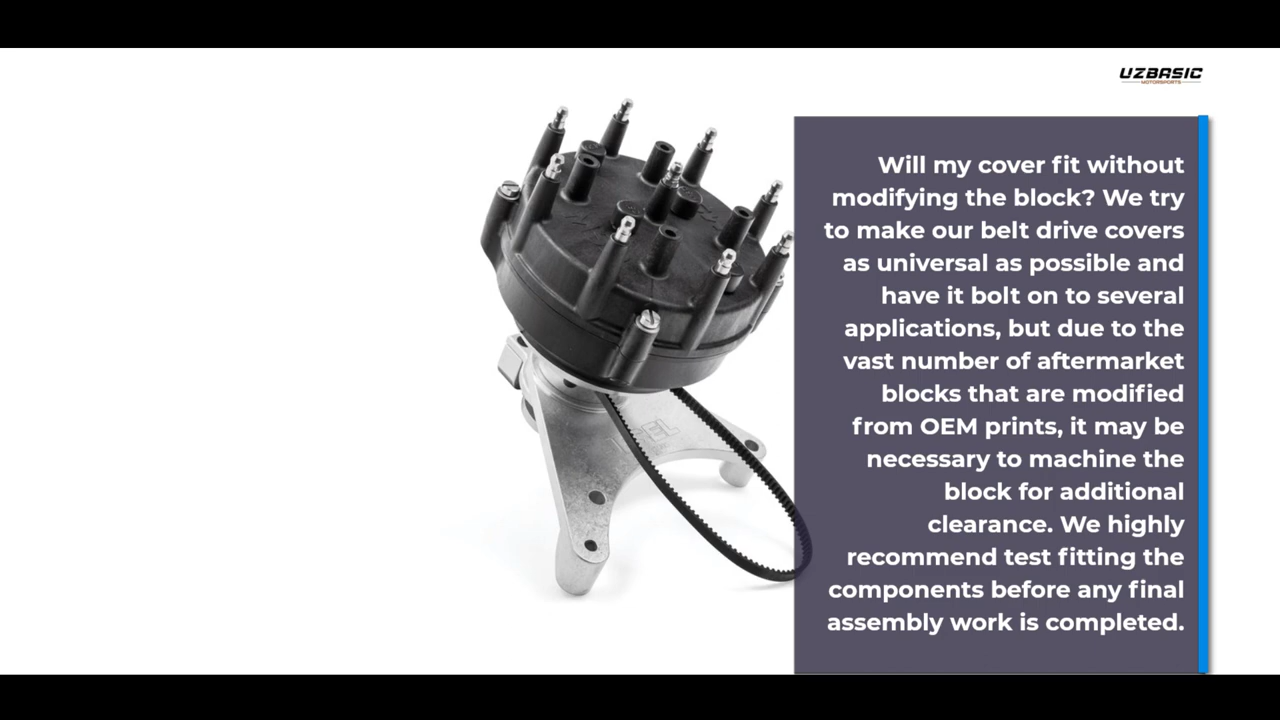 UZBASIC
MOTORSPORTS
Will my cover fit without
modifying the block? We try
to make our belt drive covers
as universal as possible and
have it bolt on to several
applications, but due to the
vast number of aftermarket
blocks that are modified
from OEM prints, it may be
necessary to machine the
block for additional
clearance. We highly
recommend test fitting the
components before any final
assembly work is completed.